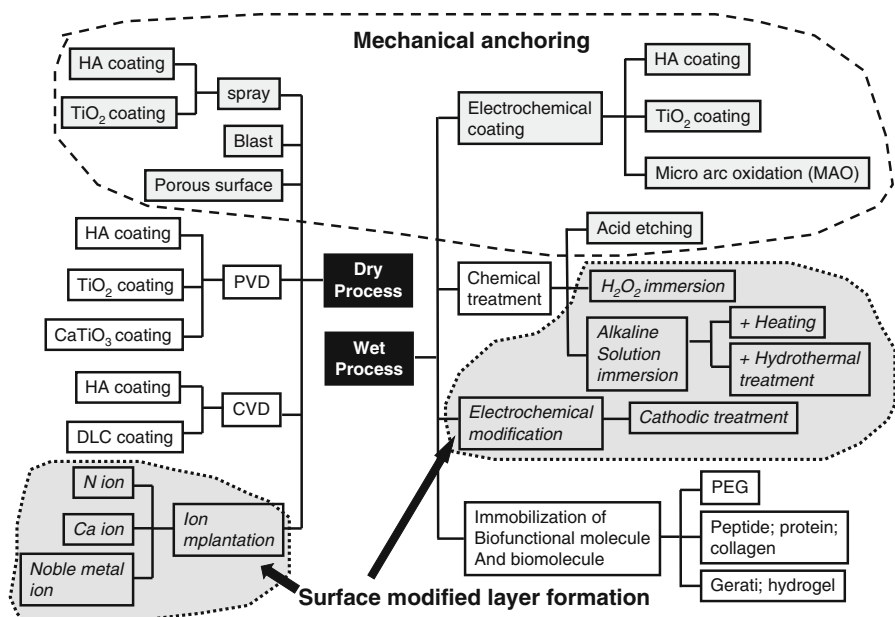 Mechanical anchoring
HA coating
TiO₂ coating
spray
Blast
Porous surface
HA coating
TiO₂ coating
CaTiO₃ coating
PVD
HA coating
DLC coating
CVD
N ion
Ca ion
Noble metal
ion
Ion
mplantation
Dry
Process
Wet
Process
Electrochemical
coating
HA coating
TiO₂ coating
Micro arc oxidation (MAO)
Chemical
treatment
Acid etching
H₂O₂ immersion
Alkaline
Solution
immersion
+ Heating
+ Hydrothermal
treatment
Electrochemical
modification
Cathodic treatment
Immobilization of
Biofunctional molecule
And biomolecule
PEG
Peptide; protein;
collagen
Gerati; hydrogel
Surface modified layer formation